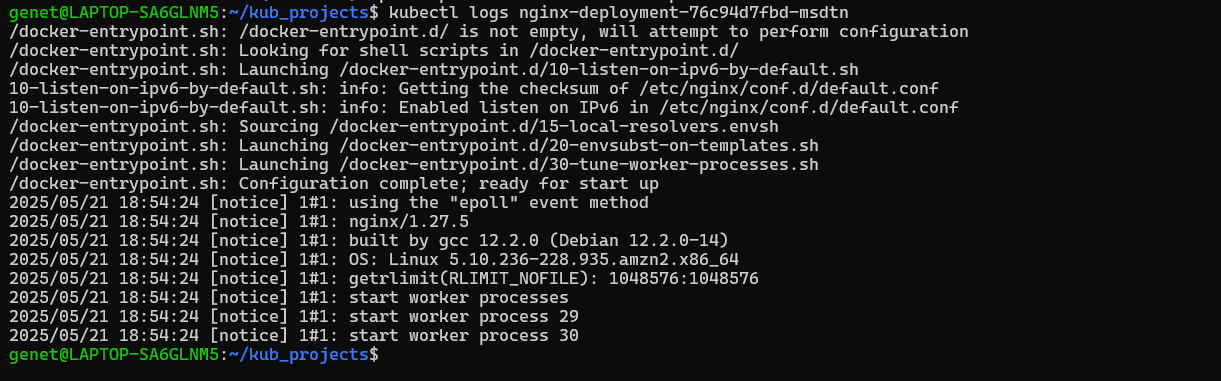 genet@LAPTOP-SA6GLNM5:~/kub_projects$ kubectl logs nginx-deployment-76c94d7fbd-msdtn
/docker-entrypoint.sh: /docker-entrypoint.d/ is not empty, will attempt to perform configuration
/docker-entrypoint.sh: Looking for shell scripts in /docker-entrypoint.d/
/docker-entrypoint.sh: Launching /docker-entrypoint.d/10-listen-on-ipv6-by-default.sh
10-listen-on-ipv6-by-default.sh: info: Getting the checksum of /etc/nginx/conf.d/default.conf
10-listen-on-ipv6-by-default.sh: info: Enabled listen on IPv6 in /etc/nginx/conf.d/default.conf
/docker-entrypoint.sh: Sourcing /docker-entrypoint.d/15-local-resolvers.envsh
/docker-entrypoint.sh: Launching /docker-entrypoint.d/20-envsubst-on-templates.sh
/docker-entrypoint.sh: Launching /docker-entrypoint.d/30-tune-worker-processes.sh
/docker-entrypoint.sh: Configuration complete; ready for start up
2025/05/21 18:54:24 [notice] 1#1: using the "epoll" event method
2025/05/21 18:54:24 [notice] 1#1: nginx/1.27.5
2025/05/21 18:54:24 [notice] 1#1: built by gcc 12.2.0 (Debian 12.2.0-14)
2025/05/21 18:54:24 [notice] 1#1: OS: Linux 5.10.236-228.935.amzn2.x86_64
2025/05/21 18:54:24 [notice] 1#1: getrlimit(RLIMIT_NOFILE): 1048576:1048576
2025/05/21 18:54:24 [notice] 1#1: start worker processes
2025/05/21 18:54:24 [notice] 1#1: start worker process 29
2025/05/21 18:54:24 [notice] 1#1: start worker process 30
genet@LAPTOP-SA6GLNM5:~/kub_projects$